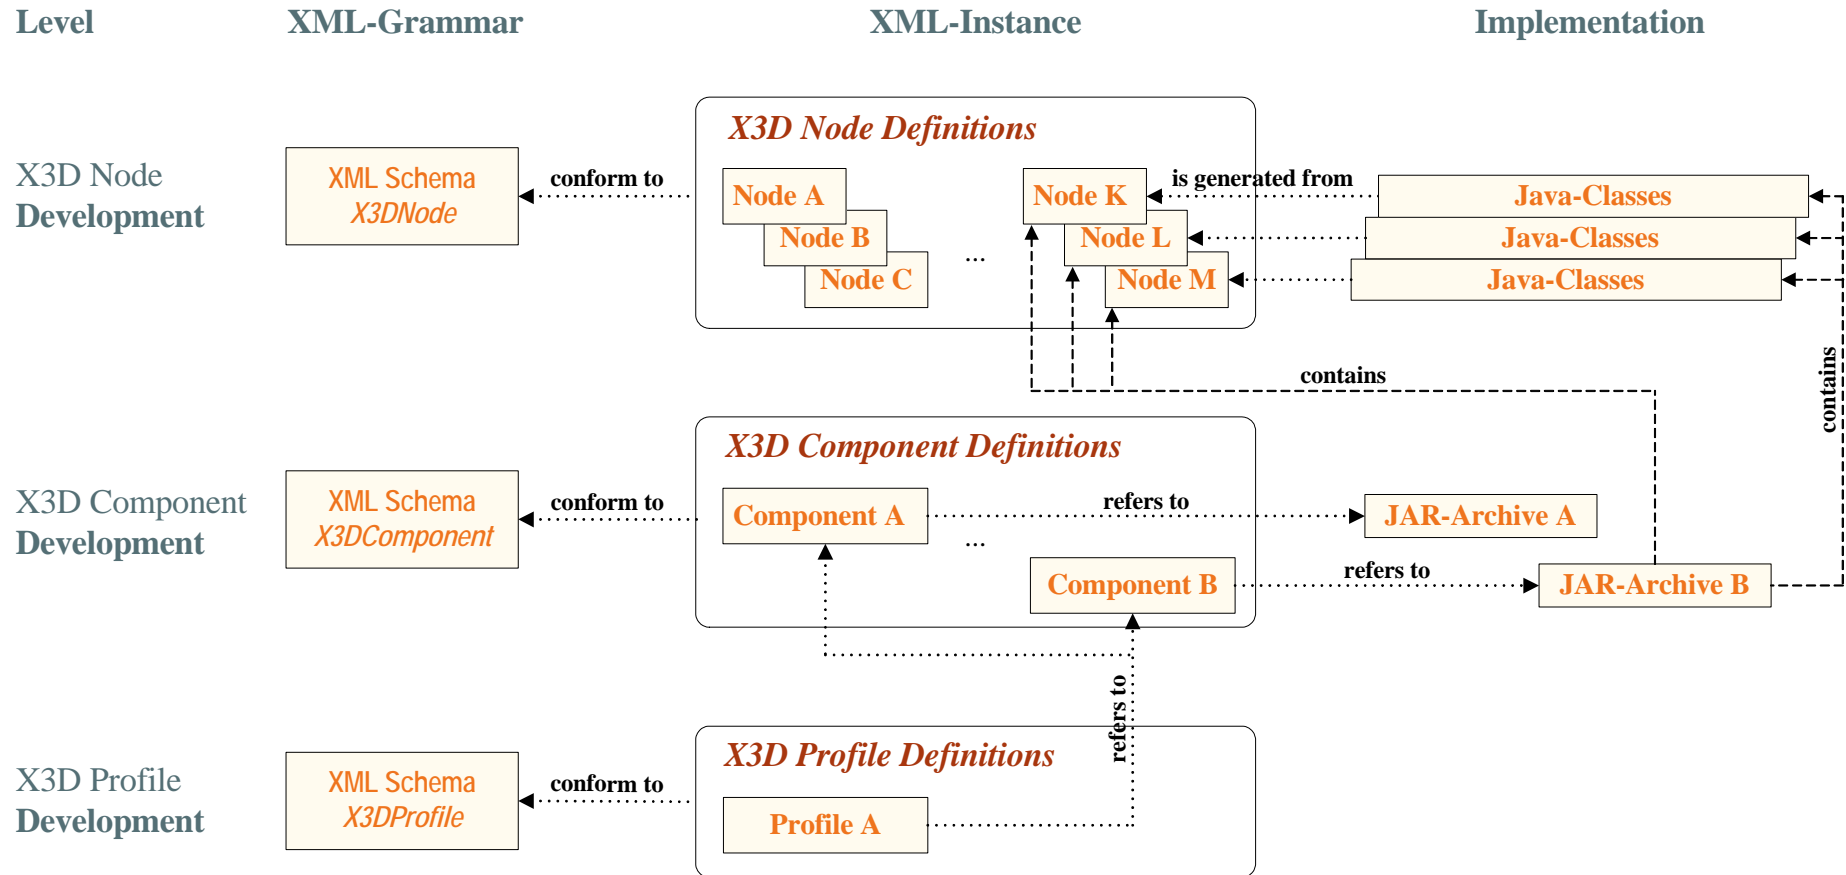 Level
XML-Grammar
XML-Instance
Implementation
X3D Node
Development
XML Schema
X3DNode
conform to
X3D Node Definitions
Node A
Node B
Node C
...
Node K
Node L
Node M
is generated from
Java-Classes
Java-Classes
Java-Classes
contains
contains
X3D Component
Development
XML Schema
X3DComponent
conform to
X3D Component Definitions
Component A
...
Component B
refers to
JAR-Archive A
refers to
JAR-Archive B
refers to
X3D Profile
Development
XML Schema
X3DProfile
conform to
X3D Profile Definitions
Profile A